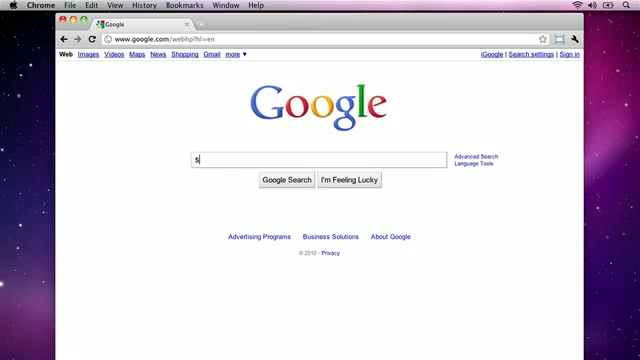 Chrome File Edit View History Bookmarks Window Help
Google
www.google.com/webhp?hl=en
Web Images Videos Maps News Shopping Gmail more ▼ iGoogle | Search settings | Sign in
Google
$
Advanced Search
Language Tools
Google Search I'm Feeling Lucky
Advertising Programs Business Solutions About Google
© 2010 - Privacy